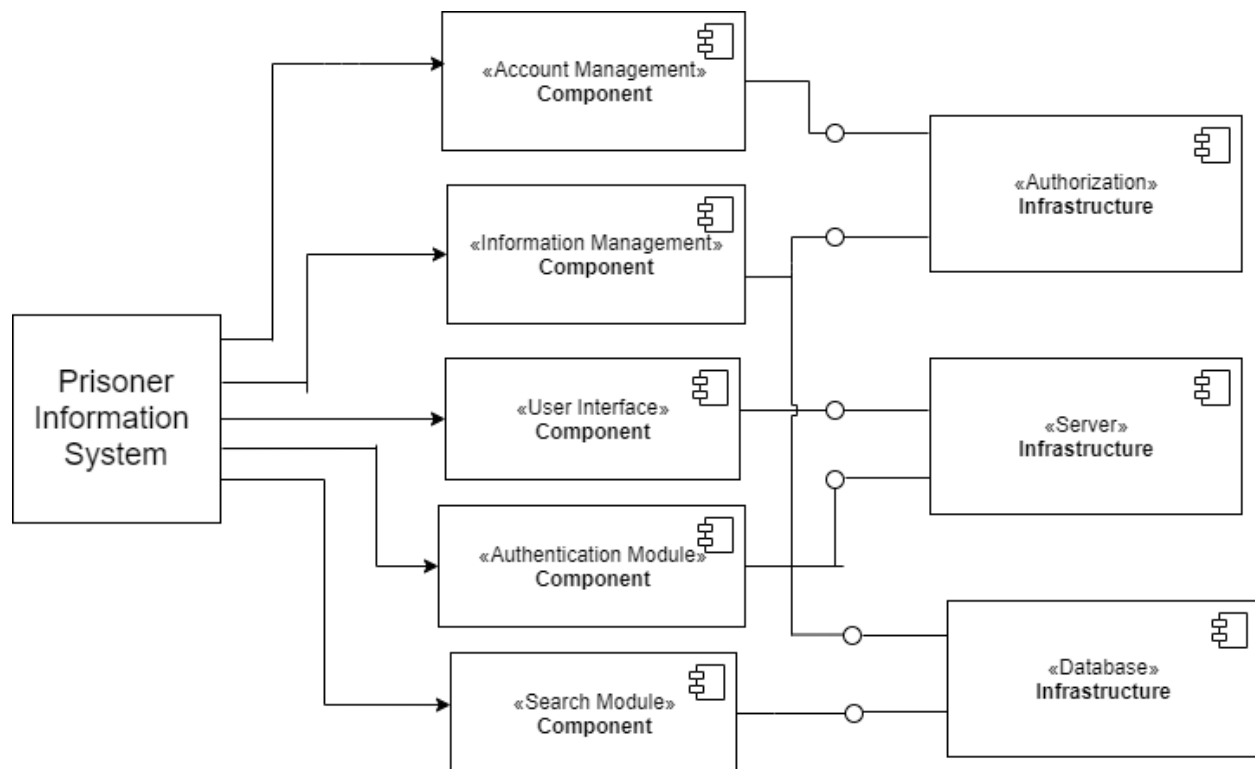 Prisoner
Information
System
«Account Management»
Component
«Information Management»
Component
«User Interface»
Component
«Authentication Module»
Component
«Search Module»
Component
«Authorization»
Infrastructure
«Server»
Infrastructure
«Database»
Infrastructure